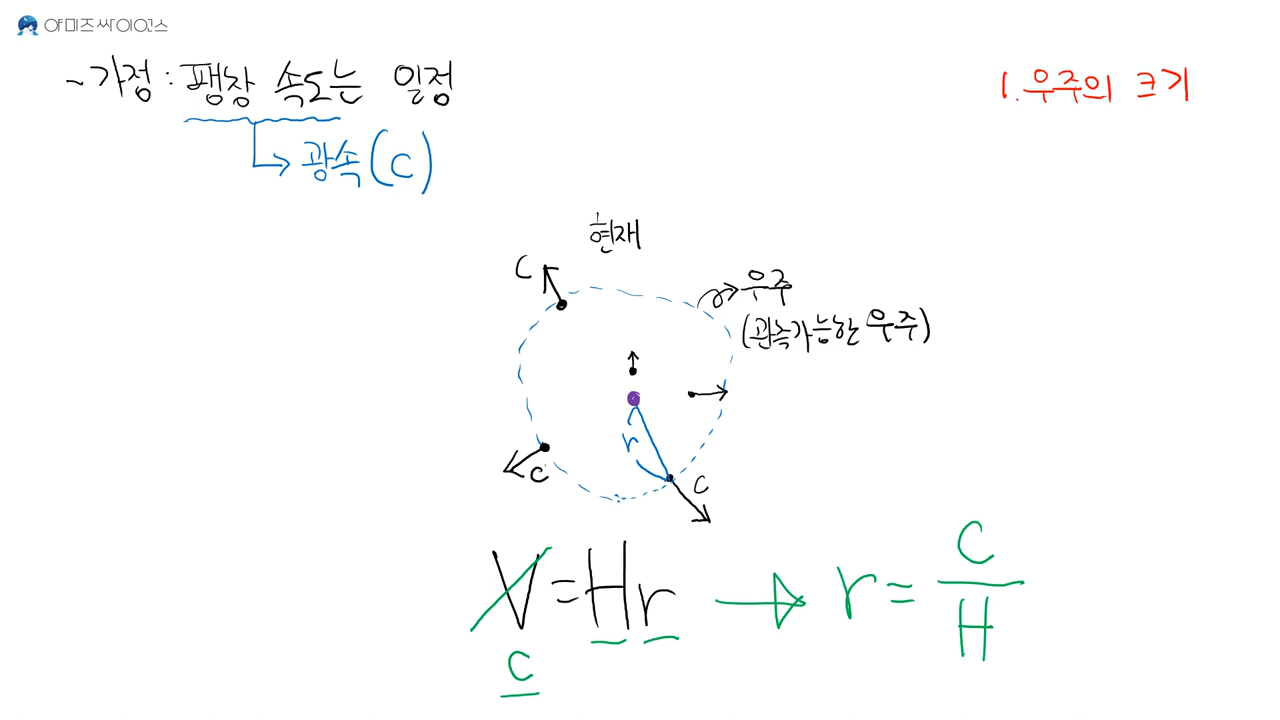 야미즈 싸이언스
~ 가정 : 팽창 속도는 일정
1. 우주의 크기
→ 광속 (C)
현재
C
우주
(관측가능한 우주)
r
C
C
V = Hr → r = C/H
C